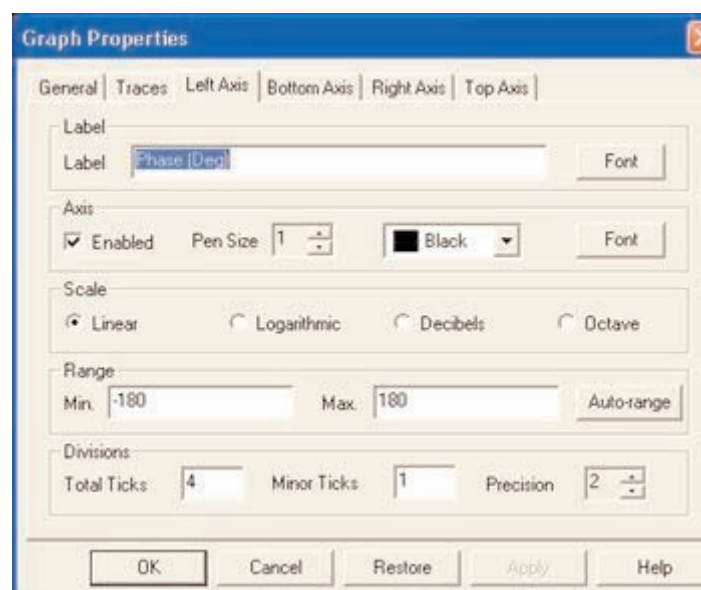 Graph Properties
General Traces Left Axis Bottom Axis Right Axis Top Axis
Label
Label Phase (Deg) Font
Axis
Enabled Pen Size 1 Black Font
Scale
Linear Logarithmic Decibels Octave
Range
Min. -180 Max. 180 Auto-range
Divisions
Total Ticks 4 Minor Ticks 1 Precision 2
OK Cancel Restore Apply Help